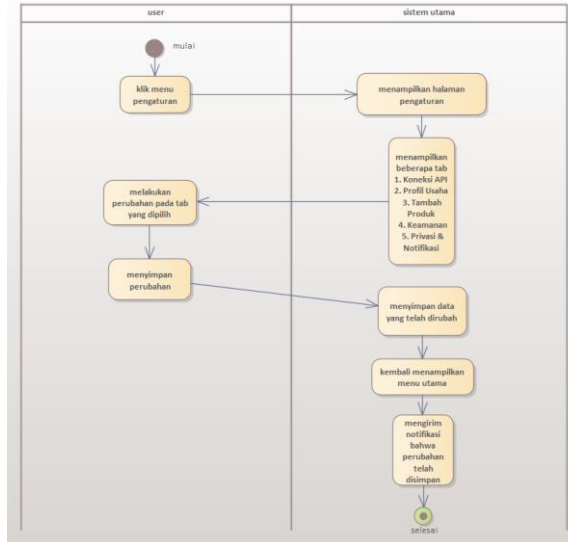 user
sistem utama
mulai
klik menu
pengaturan
menampilkan halaman
pengaturan
menampilkan
beberapa tab
1. Koneksi API
2. Profil Usaha
3. Tambah
Produk
4. Keamanan
5. Privasi &
Notifikasi
melakukan
perubahan pada tab
yang dipilih
menyimpan
perubahan
menyimpan data
yang telah dirubah
kembali menampilkan
menu utama
mengirim
notifikasi
bahwa
perubahan
telah
disimpan
selesai